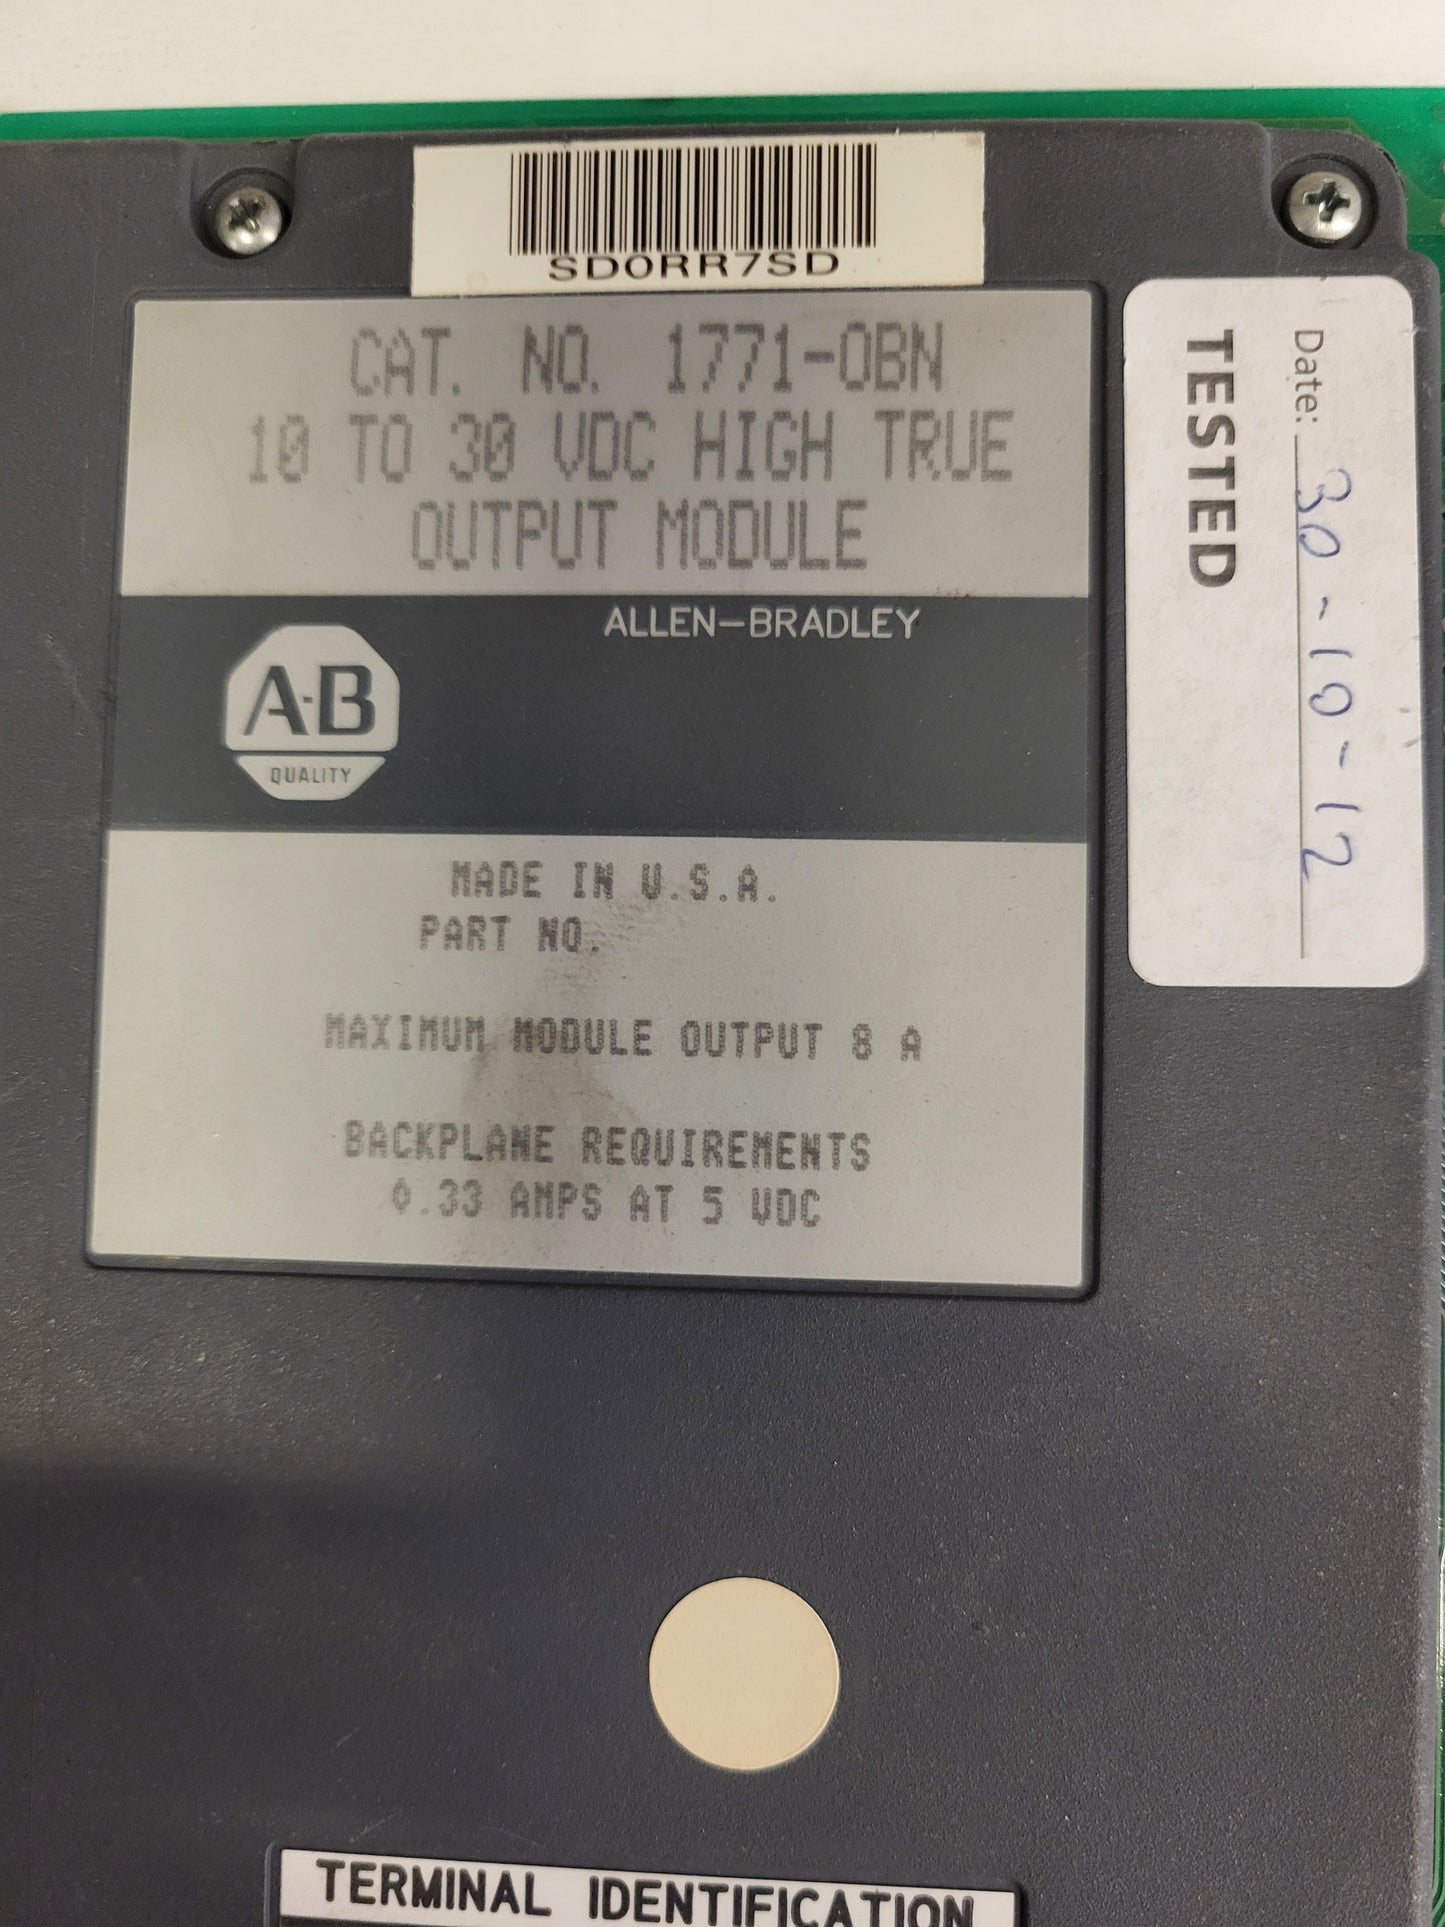 SD0RR7SD
CAT. NO. 1771-OBN
10 TO 30 VDC HIGH TRUE
OUTPUT MODULE
ALLEN-BRADLEY
A-B
QUALITY
MADE IN U.S.A.
PART NO.
MAXIMUM MODULE OUTPUT 8 A
BACKPLANE REQUIREMENTS
0.33 AMPS AT 5 VDC
Date: 30-10-12
TESTED
TERMINAL IDENTIFICATION